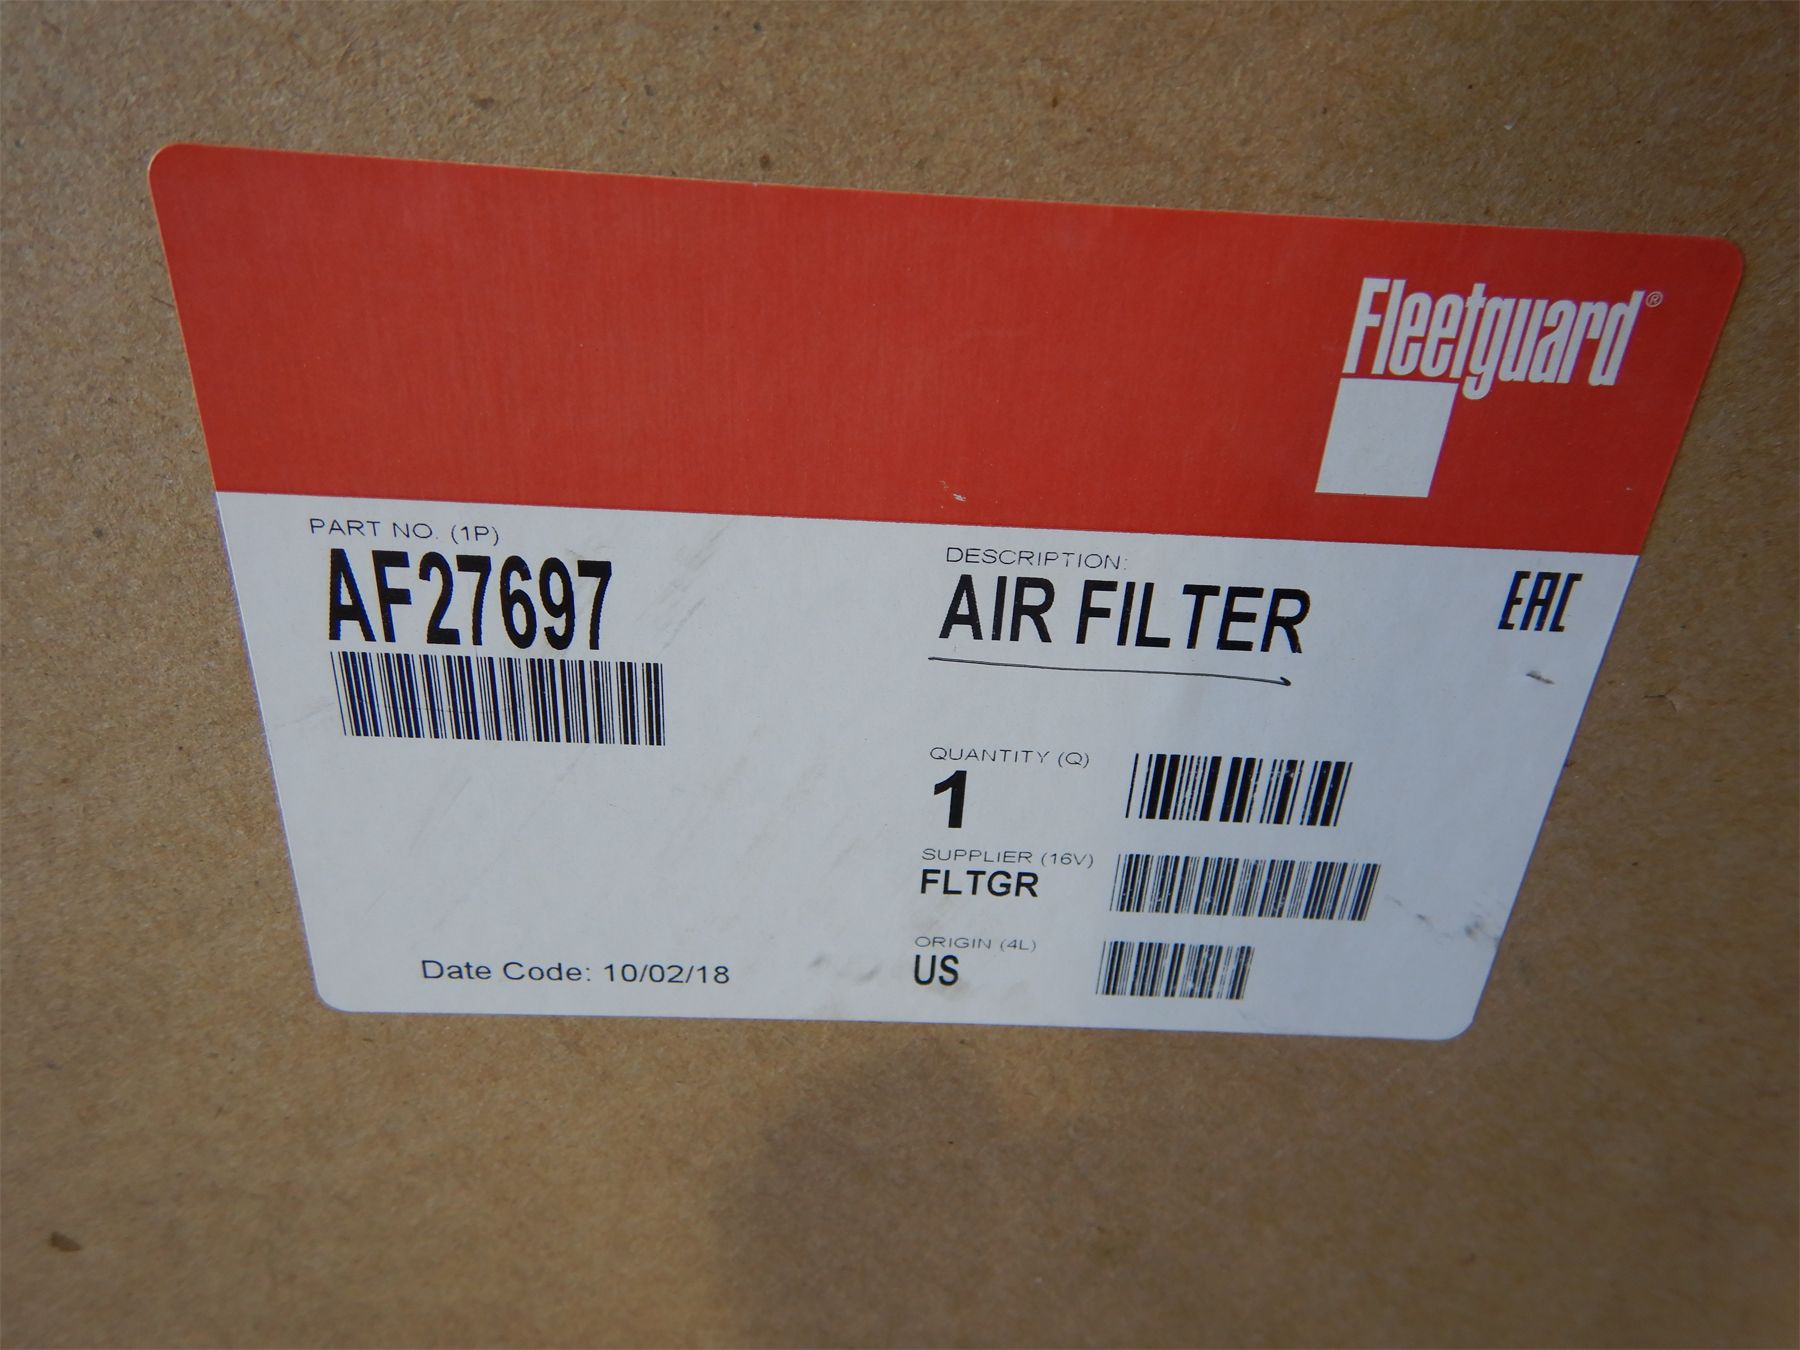 Fleetguard®
PART NO. (1P)
AF27697
DESCRIPTION:
AIR FILTER
EAC
QUANTITY (Q)
1
SUPPLIER (16V)
FLTGR
ORIGIN (4L)
US
Date Code: 10/02/18